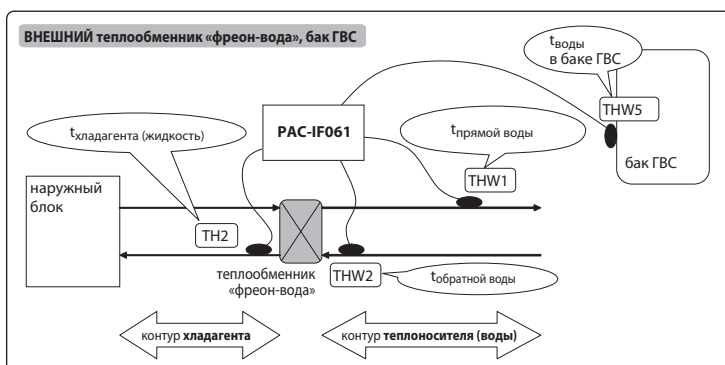 ВНЕШНИЙ теплообменник «фреон-вода», бак ГВС
tводы
в баке ГВС
THW5
бак ГВС
PAC-IF061
tхладагента (жидкость)
tпрямой воды
THW1
наружный
блок
TH2
теплообменник
«фреон-вода»
THW2
tобратной воды
контур хладагента
контур теплоносителя (воды)